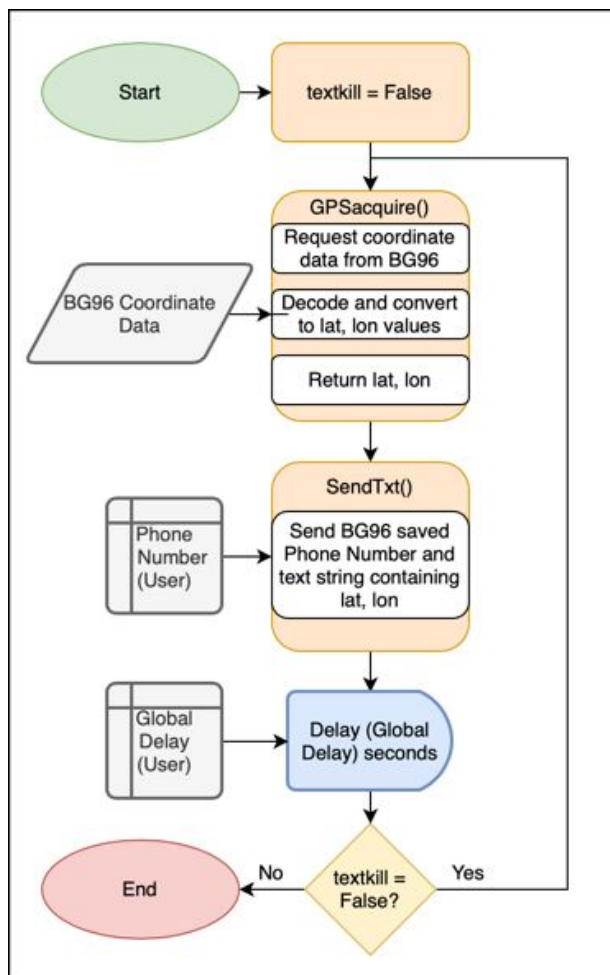 Start
textkill = False
GPSacquire()
Request coordinate
data from BG96
BG96 Coordinate
Data
Decode and convert
to lat, lon values
Return lat, lon
SendTxt()
Phone
Number
(User)
Send BG96 saved
Phone Number and
text string containing
lat, lon
Global
Delay
(User)
Delay (Global
Delay) seconds
textkill =
False?
No
Yes
End